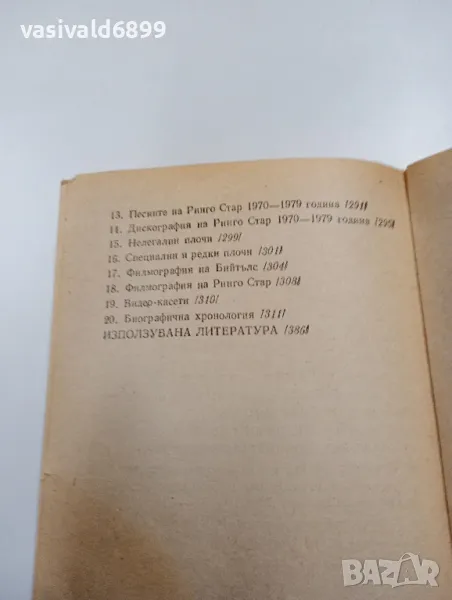 vasivald6899
13. Песните на Ринго Стар 1970—1979 година /291/
14. Дискография на Ринго Стар 1970—1979 година /295/
15. Нелегални плочи /299/
16. Специални и редки плочи /301/
17. Филмография на Бийтълс /304/
18. Филмография на Ринго Стар /308/
19. Видео-касети /310/
20. Биографична хронология /311/
ИЗПОЛЗУВАНА ЛИТЕРАТУРА /386/
BAZAR